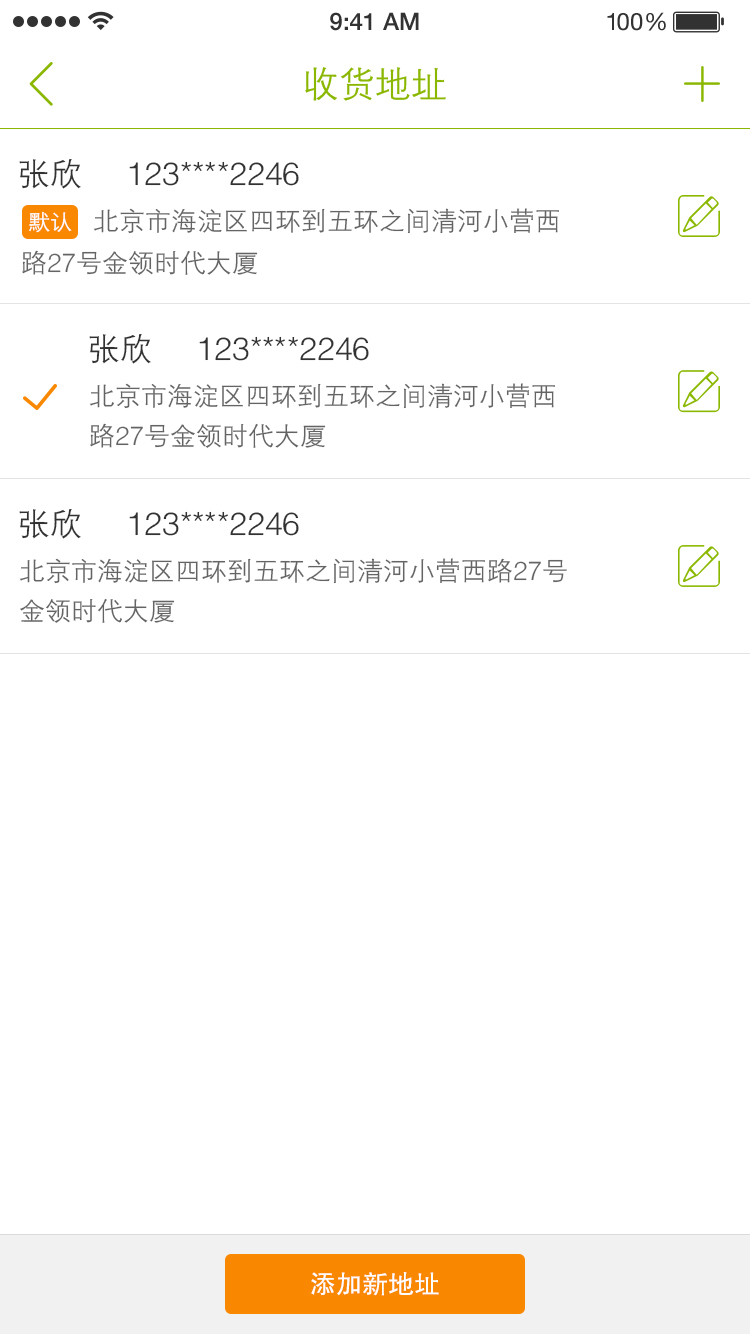 9:41 AM 100%
收货地址
张欣 123****2246
默认 北京市海淀区四环到五环之间清河小营西
路27号金领时代大厦
张欣 123****2246
北京市海淀区四环到五环之间清河小营西
路27号金领时代大厦
张欣 123****2246
北京市海淀区四环到五环之间清河小营西路27号
金领时代大厦
添加新地址